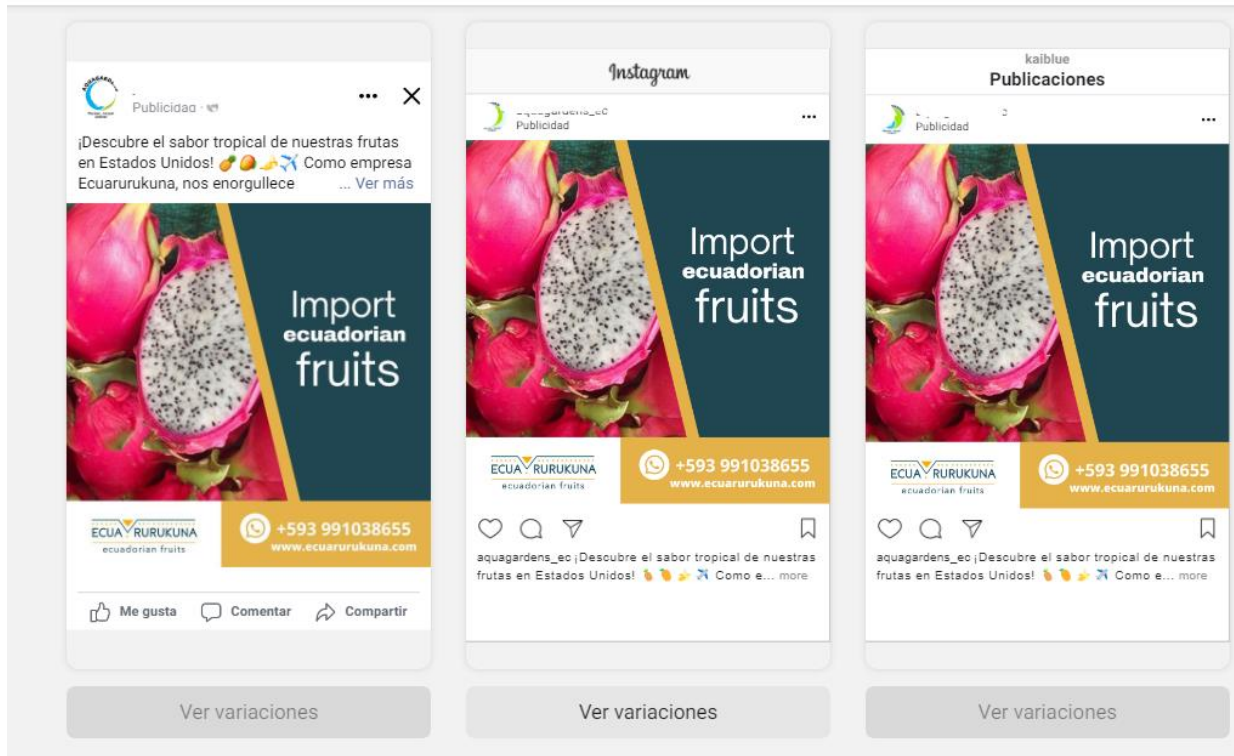 Publicidad
¡Descubre el sabor tropical de nuestras frutas
en Estados Unidos! 🍍🥭🍌✈️ Como empresa
Ecuarurukuna, nos enorgullece ... Ver más
Import
ecuadorian
fruits
ECUA RURUKUNA
ecuadorian fruits
+593 991038655
www.ecuarurukuna.com
Me gusta Comentar Compartir
Ver variaciones
Instagram
aquagardens_ec
Publicidad
Import
ecuadorian
fruits
ECUA RURUKUNA
ecuadorian fruits
+593 991038655
www.ecuarurukuna.com
aquagardens_ec ¡Descubre el sabor tropical de nuestras
frutas en Estados Unidos! 🍍🥭🍌✈️ Como e... more
Ver variaciones
kaiblue
Publicaciones
Publicidad
Import
ecuadorian
fruits
ECUA RURUKUNA
ecuadorian fruits
+593 991038655
www.ecuarurukuna.com
aquagardens_ec ¡Descubre el sabor tropical de nuestras
frutas en Estados Unidos! 🍍🥭🍌✈️ Como e... more
Ver variaciones